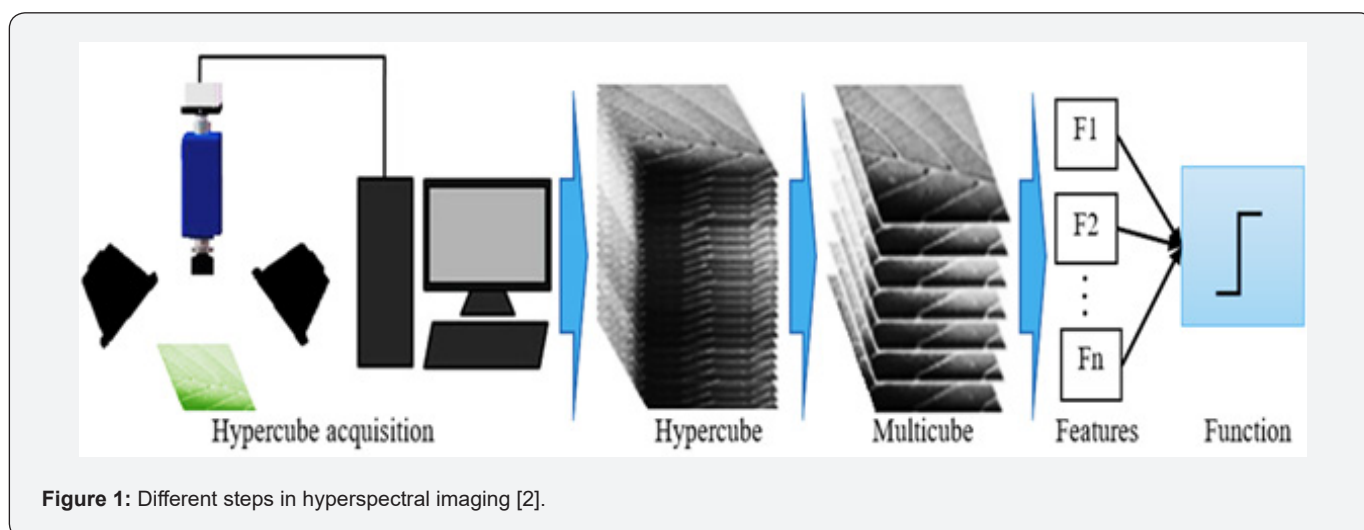 F1
F2
Fn
Hypercube acquisition
Hypercube
Multicube
Features
Function
Figure 1: Different steps in hyperspectral imaging [2].